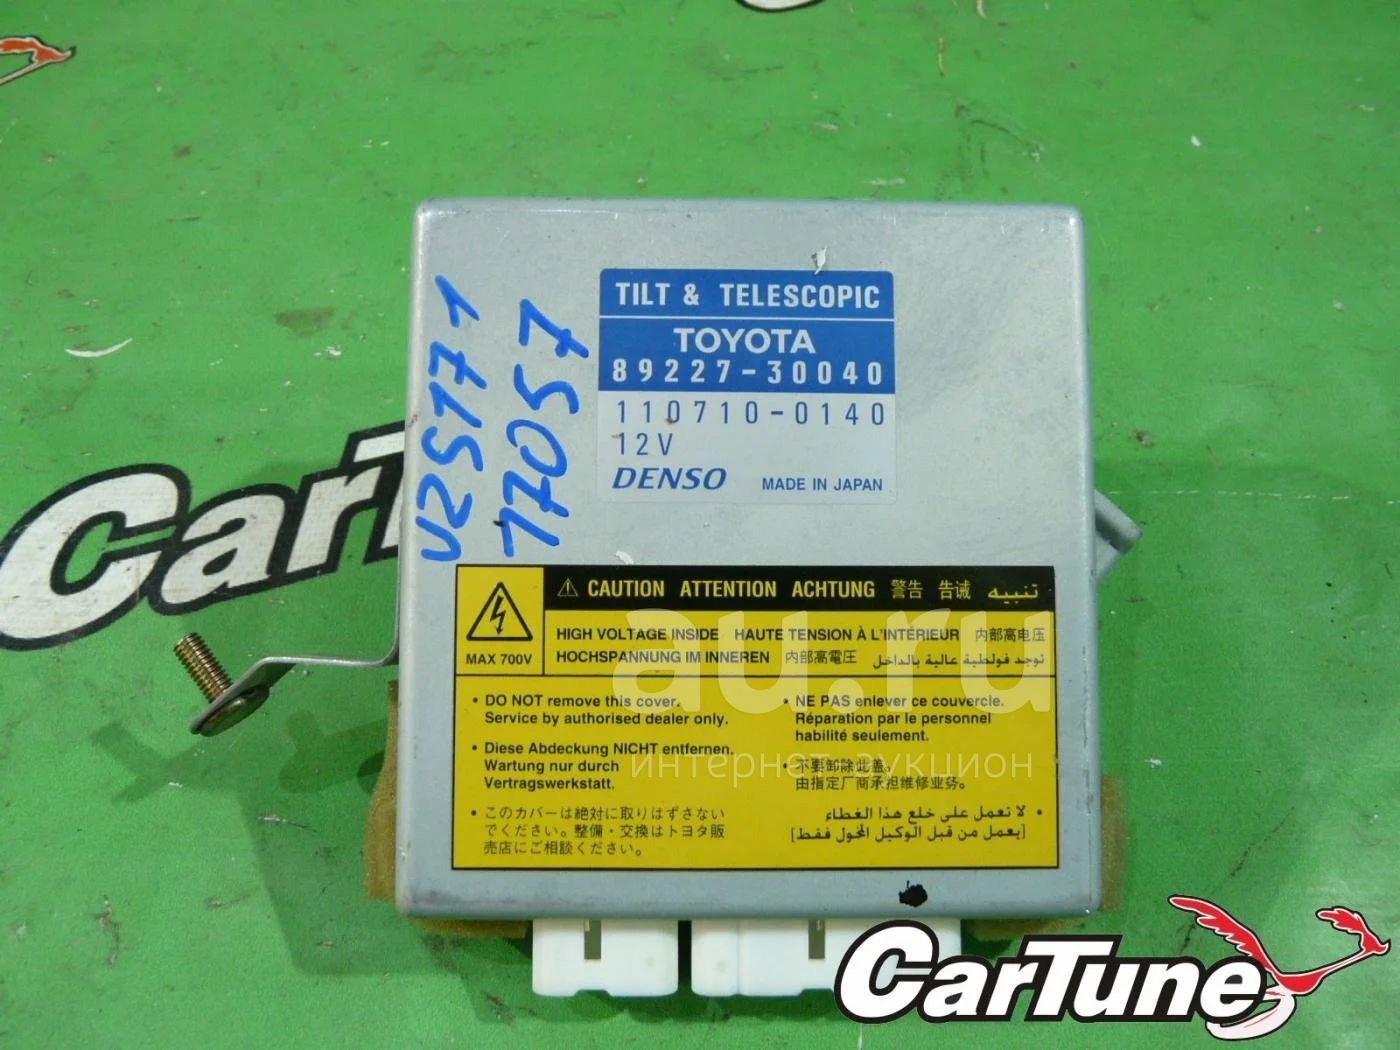 TILT & TELESCOPIC
TOYOTA
89227-30040
110710-0140
12V
DENSO MADE IN JAPAN
UZS171
17057
CAUTION ATTENTION ACHTUNG 警告 告诫 تنبيه
MAX 700V
HIGH VOLTAGE INSIDE HAUTE TENSION À L'INTÉRIEUR 内部高电压
HOCHSPANNUNG IM INNEREN 内部高電圧 توجد فولطية عالية بالداخل
• DO NOT remove this cover.
Service by authorised dealer only.
• Diese Abdeckung NICHT entfernen.
Wartung nur durch
Vertragswerkstatt.
• このカバーは絶対に取りはずさない
でください。整備・交換はトヨタ販
売店にご相談ください。
• NE PAS enlever ce couvercle.
Réparation par le personnel
habilité seulement.
• 不要卸除此盖。
由指定厂商承担维修业务。
• لا تعمل على خلع هذا الغطاء
[يعمل من قبل الوكيل المخول فقط]
au.ru
интернет-аукцион
CarT
CarTune